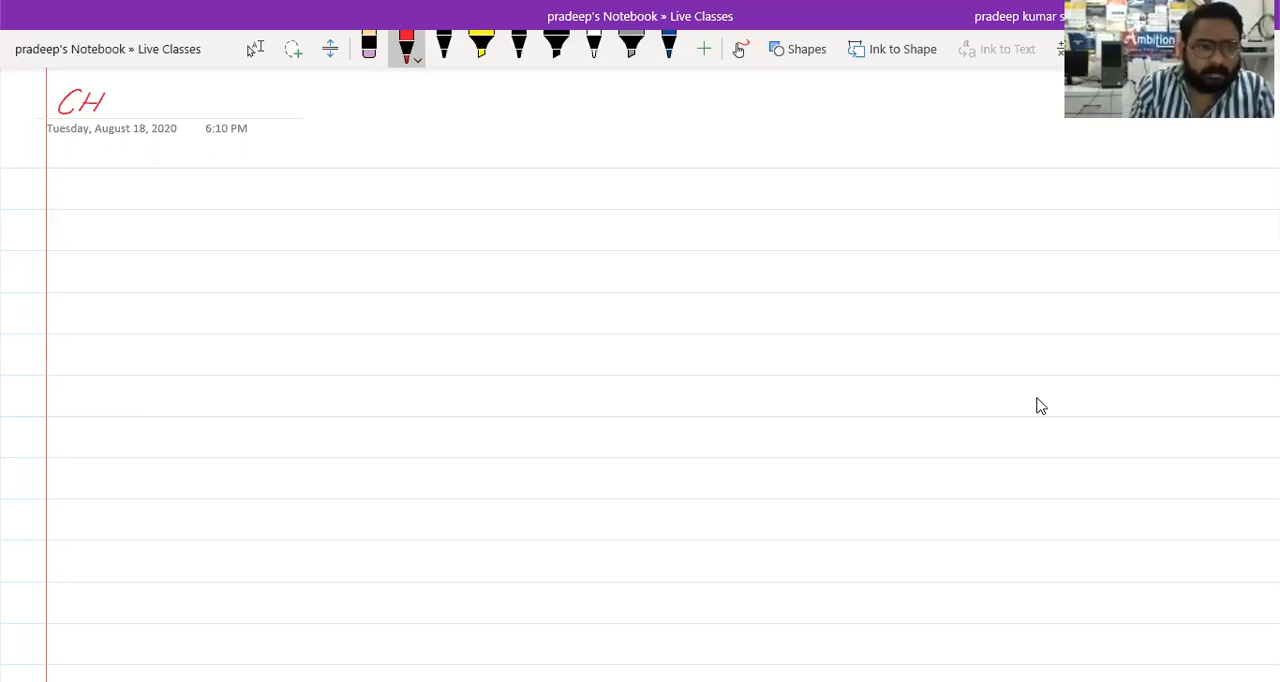 pradeep's Notebook » Live Classes
pradeep kumar s
pradeep's Notebook » Live Classes
Shapes
Ink to Shape
Ink to Text
CH
Tuesday, August 18, 2020 6:10 PM
Ambition